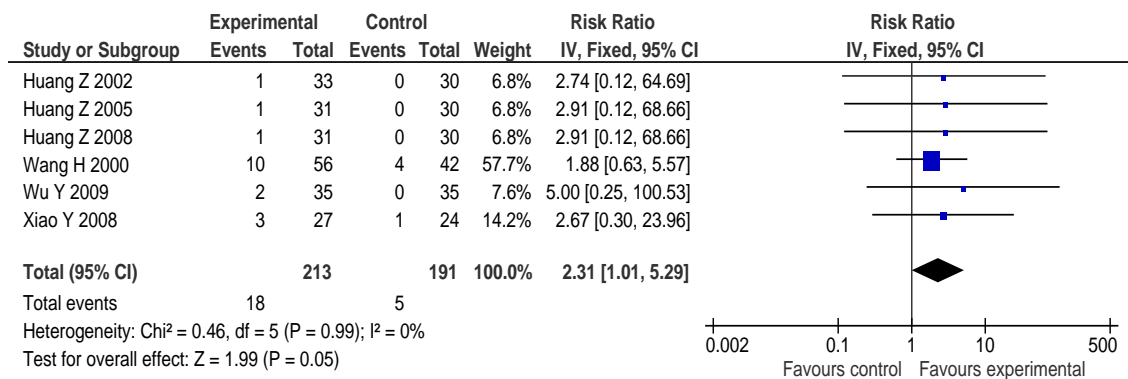 Experimental Control Risk Ratio Risk Ratio
Study or Subgroup Events Total Events Total Weight IV, Fixed, 95% CI IV, Fixed, 95% CI
Huang Z 2002 1 33 0 30 6.8% 2.74 [0.12, 64.69]
Huang Z 2005 1 31 0 30 6.8% 2.91 [0.12, 68.66]
Huang Z 2008 1 31 0 30 6.8% 2.91 [0.12, 68.66]
Wang H 2000 10 56 4 42 57.7% 1.88 [0.63, 5.57]
Wu Y 2009 2 35 0 35 7.6% 5.00 [0.25, 100.53]
Xiao Y 2008 3 27 1 24 14.2% 2.67 [0.30, 23.96]
Total (95% CI) 213 191 100.0% 2.31 [1.01, 5.29]
Total events 18 5
Heterogeneity: Chi² = 0.46, df = 5 (P = 0.99); I² = 0%
Test for overall effect: Z = 1.99 (P = 0.05)
0.002 0.1 1 10 500
Favours control Favours experimental